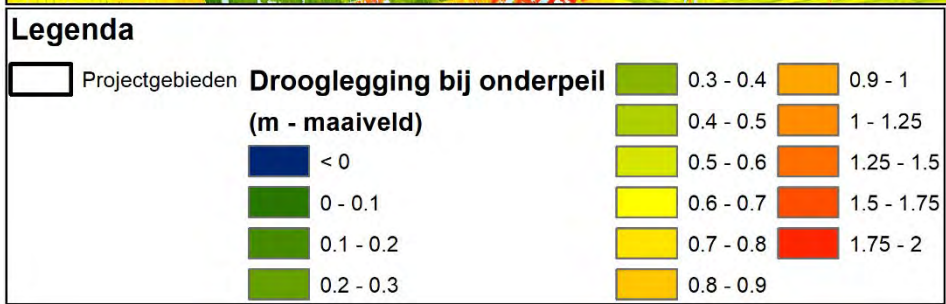 Legenda
Projectgebieden
Drooglegging bij onderpeil
(m - maaiveld)
< 0
0 - 0.1
0.1 - 0.2
0.2 - 0.3
0.3 - 0.4
0.4 - 0.5
0.5 - 0.6
0.6 - 0.7
0.7 - 0.8
0.8 - 0.9
0.9 - 1
1 - 1.25
1.25 - 1.5
1.5 - 1.75
1.75 - 2